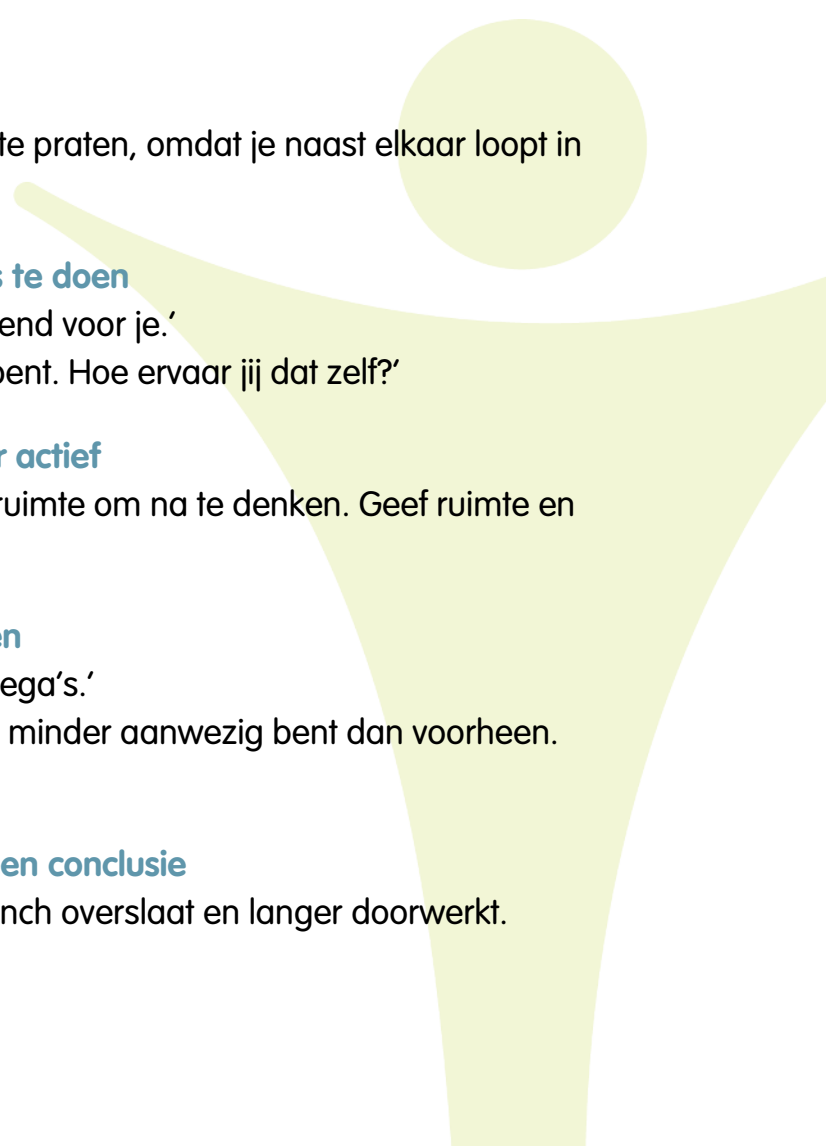 te praten, omdat je naast elkaar loopt in
s te doen
end voor je.’
bent. Hoe ervaar jij dat zelf?’
r actief
ruimte om na te denken. Geef ruimte en
en
ega’s.’
minder aanwezig bent dan voorheen.
en conclusie
nch overslaat en langer doorwerkt.